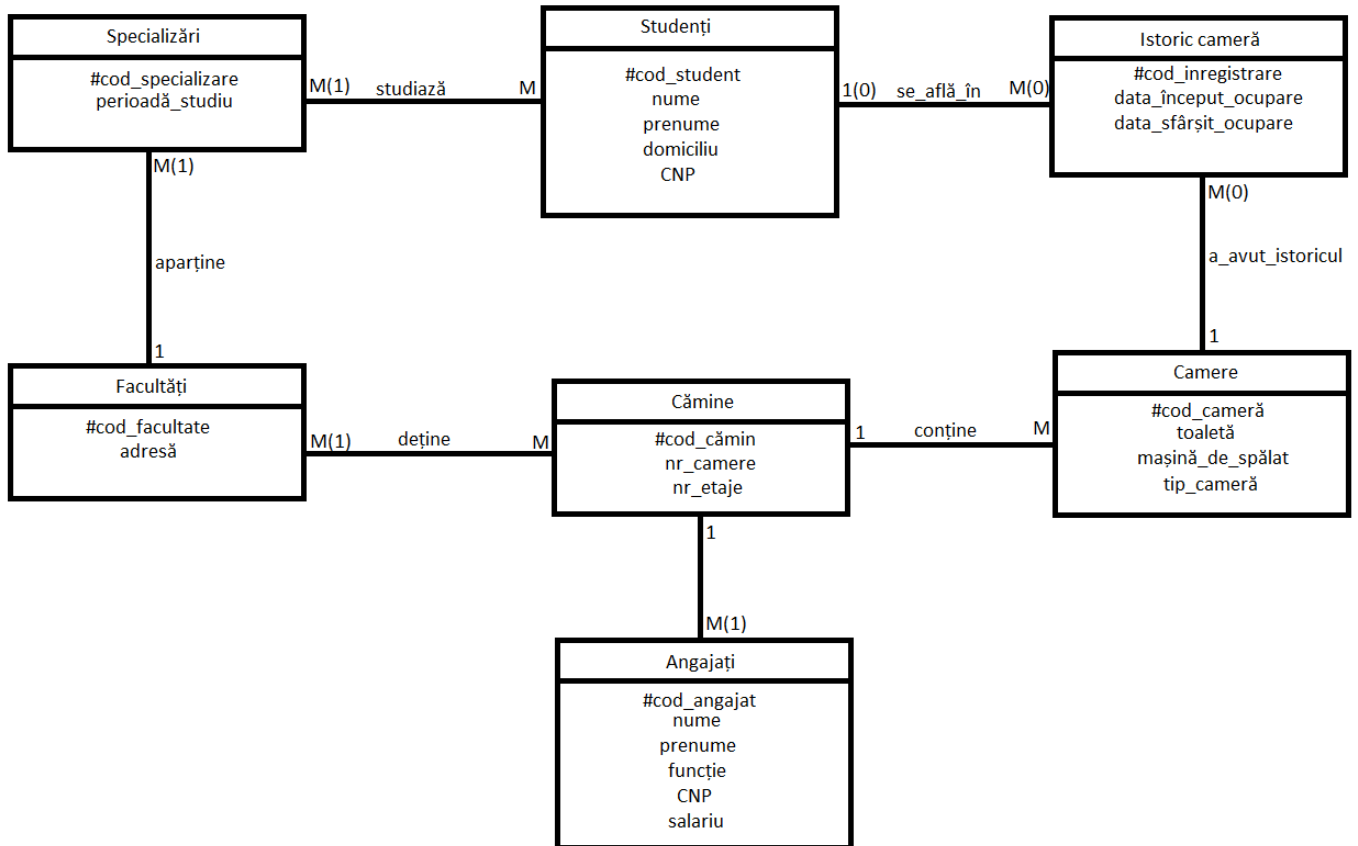 Specializări
#cod_specializare
perioadă_studiu
M(1)
studiază
M
Studenți
#cod_student
nume
prenume
domiciliu
CNP
1(0)
se_află_în
M(0)
Istoric cameră
#cod_inregistrare
data_început_ocupare
data_sfârșit_ocupare
M(1)
aparține
1
M(0)
a_avut_istoricul
1
Facultăți
#cod_facultate
adresă
M(1)
deține
M
Cămine
#cod_cămin
nr_camere
nr_etaje
1
conține
M
Camere
#cod_cameră
toaletă
mașină_de_spălat
tip_cameră
1
M(1)
Angajați
#cod_angajat
nume
prenume
funcție
CNP
salariu